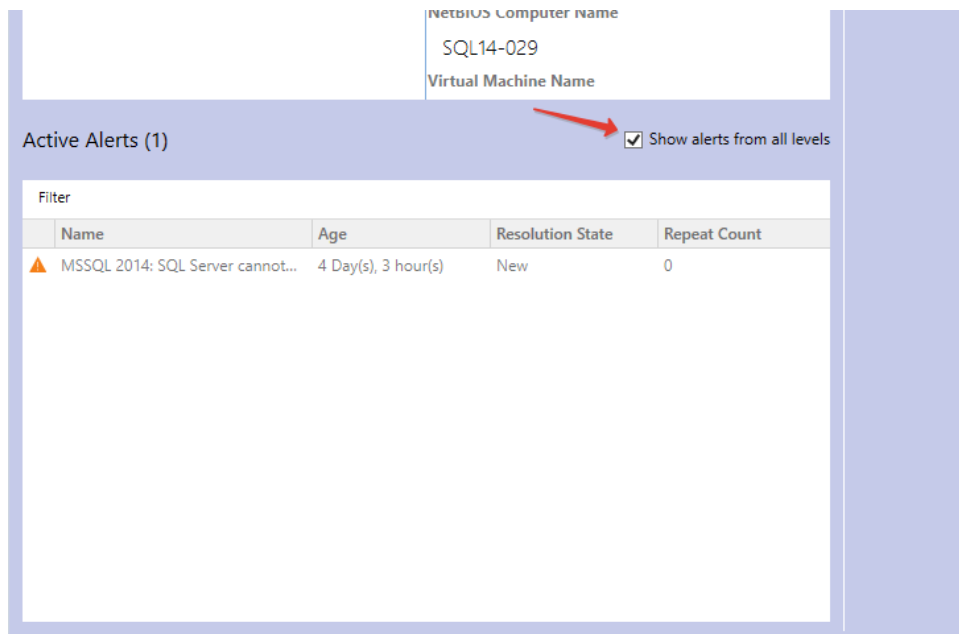 NetBIOS Computer Name
SQL14-029
Virtual Machine Name
Active Alerts (1)
Show alerts from all levels
Filter
Name Age Resolution State Repeat Count
MSSQL 2014: SQL Server cannot... 4 Day(s), 3 hour(s) New 0